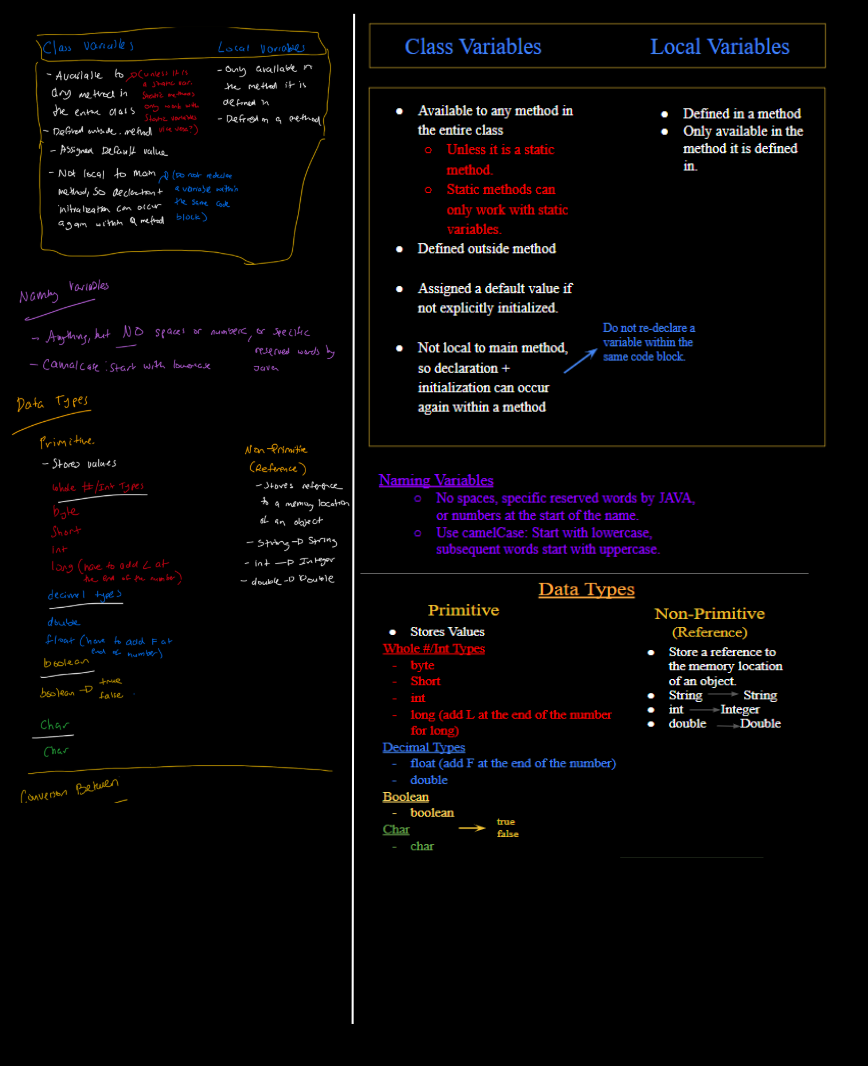 Class Variables
Local Variables
- Available to → (unless it is
a static one.
any method in
Static methods
only work with
the entire class
static variables
- Defined outside method
vice versa?)
- Assigned Default value
- Not local to main → (Do not redeclare
method, so declaration +
a variable within
initialization can occur
the same code
again within a method
block)
- Only available in
the method it is
defined in
- Defined in a method
Naming Variables
- Anything, but NO spaces or numbers, or specific
reserved words by
Java
- Camelcase: start with lowercase
Data Types
Primitive
- Stores values
Whole #/Int Types
byte
Short
int
long (have to add L at
the end of the number)
decimel types
double
float (have to add F at
end of number)
boolean
boolean → true
false
Char
Char
Non-Primitive
(Reference)
- Stores reference
to a memory location
of an object
- String → String
- int → Integer
- double → Double
Conversion Between
Class Variables
Local Variables
● Available to any method in
the entire class
○ Unless it is a static
method.
○ Static methods can
only work with static
variables.
● Defined outside method
● Assigned a default value if
not explicitly initialized.
● Not local to main method,
so declaration +
initialization can occur
again within a method
Do not re-declare a
variable within the
same code block.
● Defined in a method
● Only available in the
method it is defined
in.
Naming Variables
○ No spaces, specific reserved words by JAVA,
or numbers at the start of the name.
○ Use camelCase: Start with lowercase,
subsequent words start with uppercase.
Data Types
Primitive
● Stores Values
Whole #/Int Types
- byte
- Short
- int
- long (add L at the end of the number
for long)
Decimal Types
- float (add F at the end of the number)
- double
Boolean
- boolean
true
false
Char
- char
Non-Primitive
(Reference)
● Store a reference to
the memory location
of an object.
● String → String
● int → Integer
● double → Double